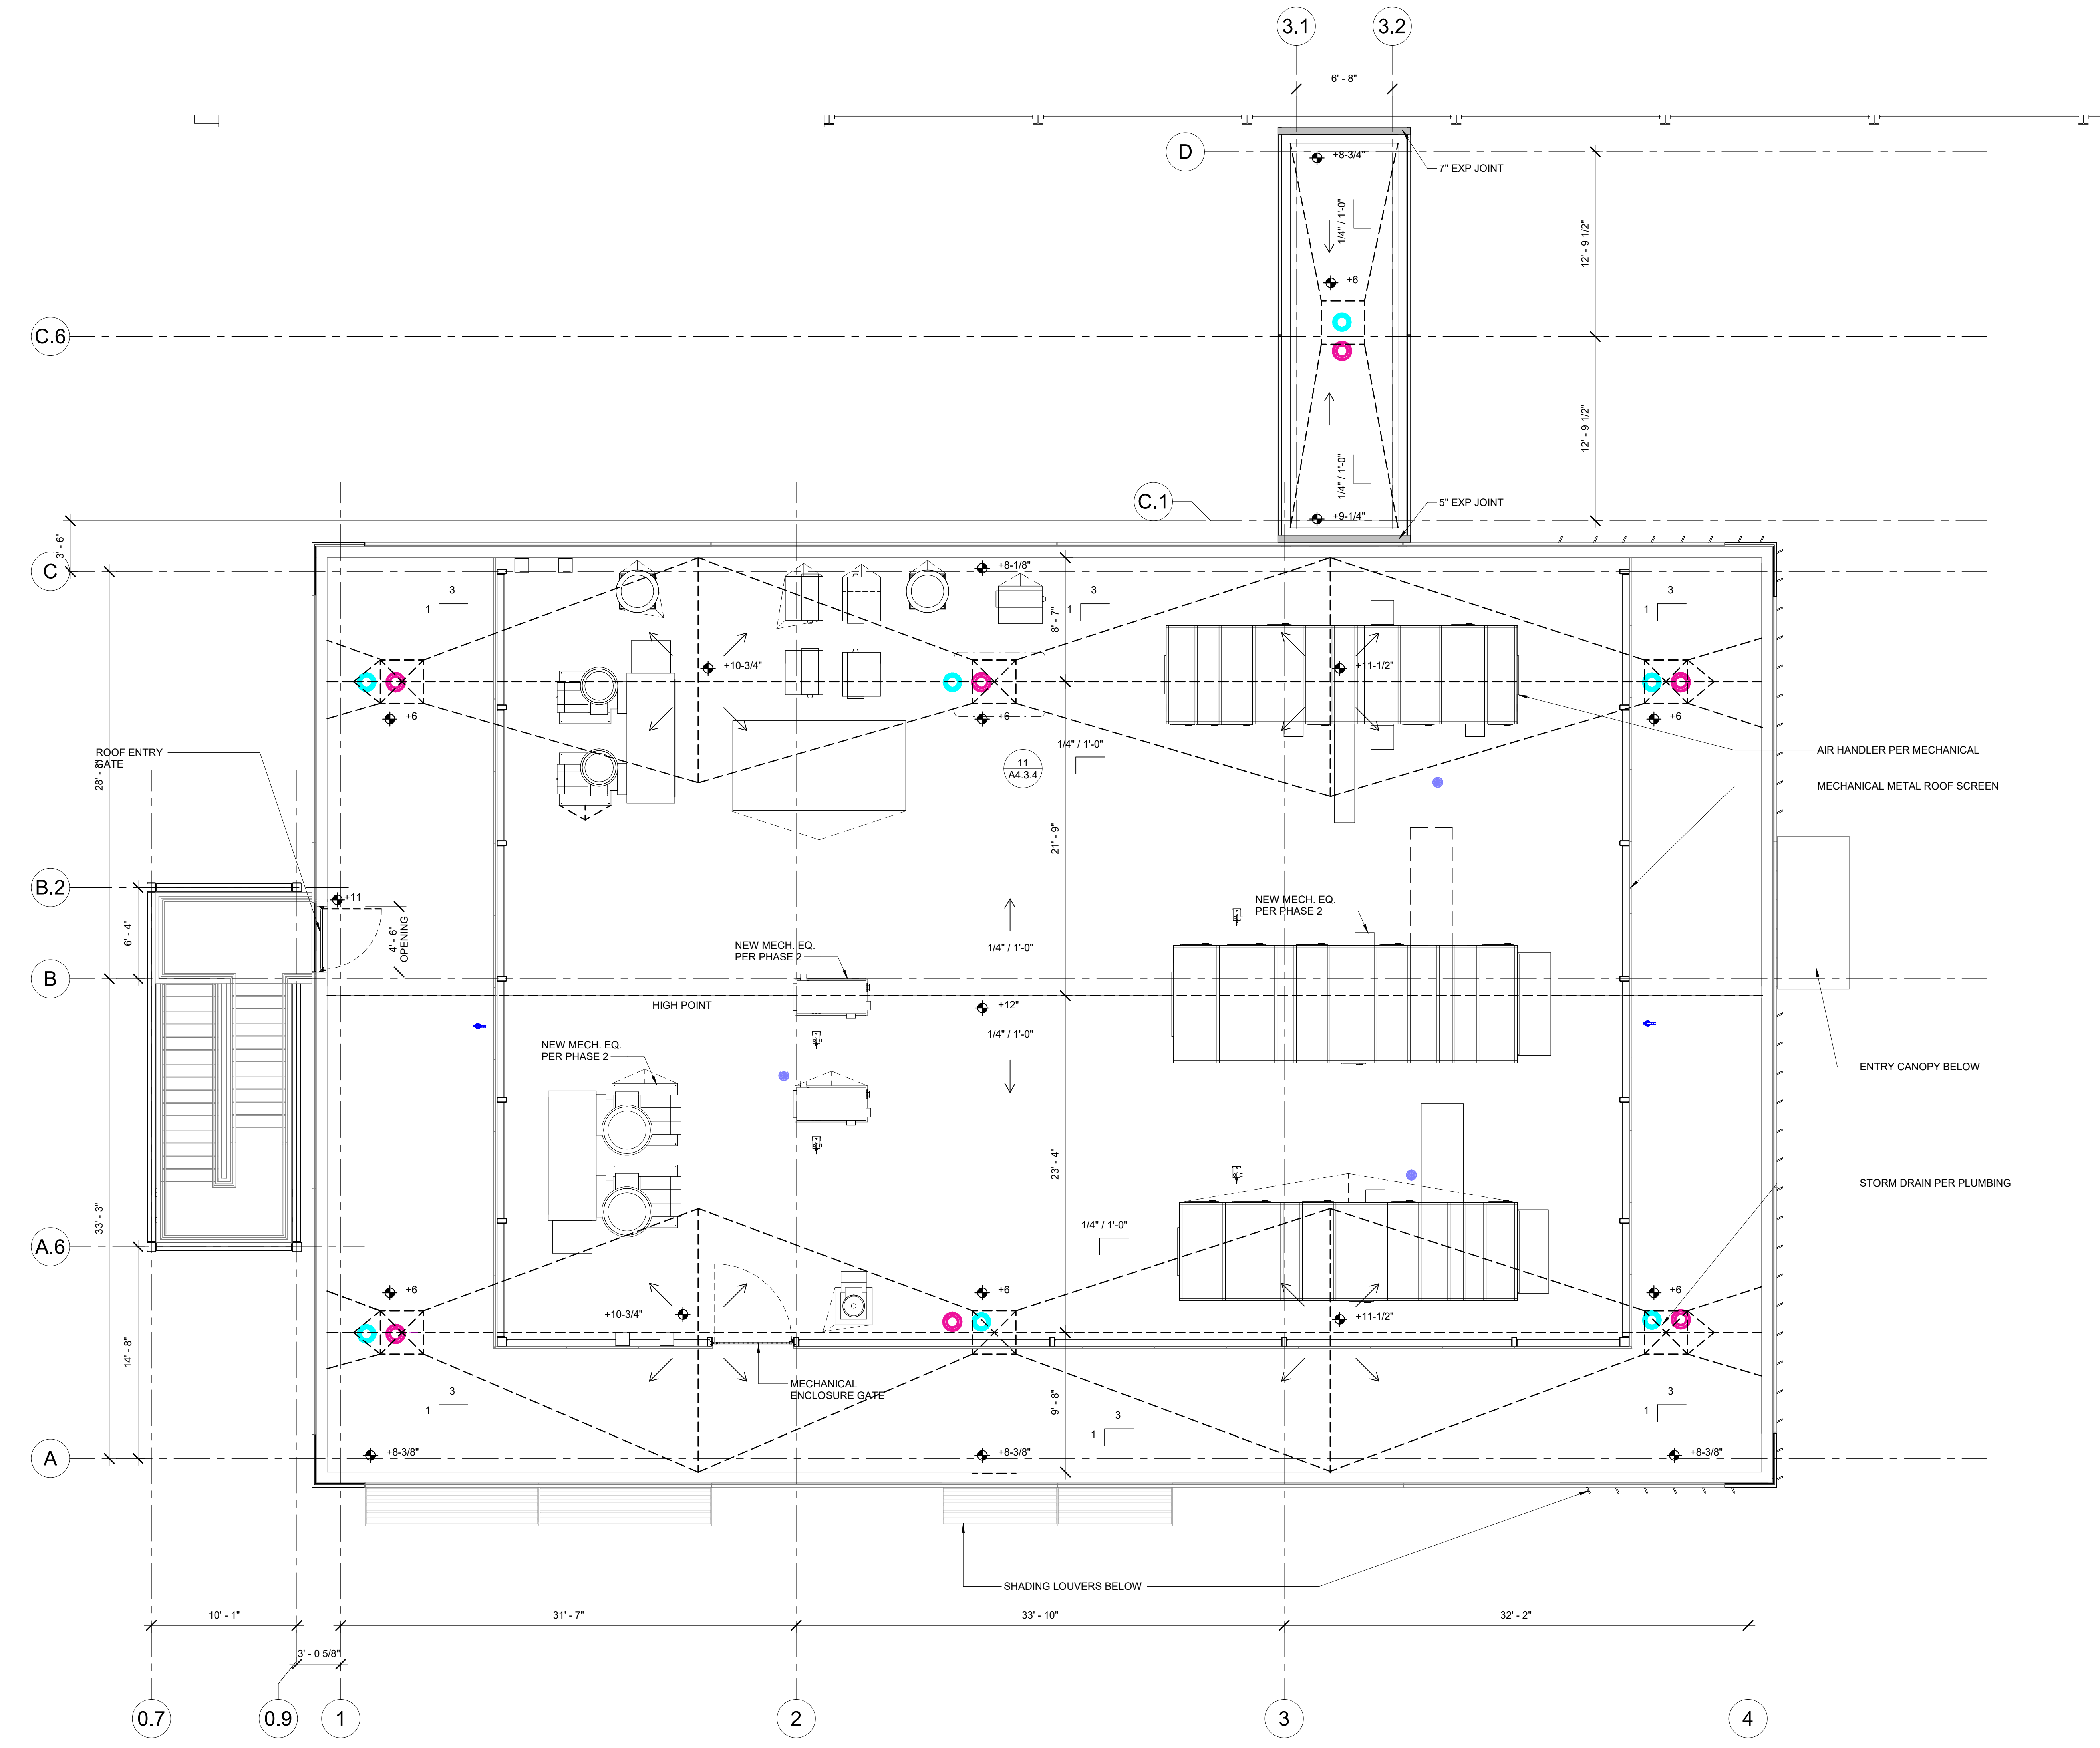 3.1
3.2
6' - 8"
D
+8-3/4"
7" EXP JOINT
1/4" / 1'-0"
12' - 9 1/2"
+6
C.6
12' - 9 1/2"
1/4" / 1'-0"
C.1
5" EXP JOINT
+9-1/4"
3' - 6"
C
+8-1/8"
3
1
3
1
3
1
8' - 7"
+10-3/4"
+11-1/2"
+6
+6
+6
1/4" / 1'-0"
ROOF ENTRY
GATE
11
A4.3.4
AIR HANDLER PER MECHANICAL
MECHANICAL METAL ROOF SCREEN
21' - 9"
B.2
+11
6' - 4"
4' - 6"
OPENING
NEW MECH. EQ.
PER PHASE 2
NEW MECH. EQ.
PER PHASE 2
1/4" / 1'-0"
B
HIGH POINT
+12"
1/4" / 1'-0"
NEW MECH. EQ.
PER PHASE 2
ENTRY CANOPY BELOW
23' - 4"
STORM DRAIN PER PLUMBING
33' - 3"
1/4" / 1'-0"
A.6
+6
+6
+6
+10-3/4"
+11-1/2"
14' - 8"
MECHANICAL
ENCLOSURE GATE
3
1
9' - 8"
3
1
3
1
A
+8-3/8"
+8-3/8"
+8-3/8"
SHADING LOUVERS BELOW
10' - 1"
31' - 7"
33' - 10"
32' - 2"
3' - 0 5/8"
0.7
0.9
1
2
3
4